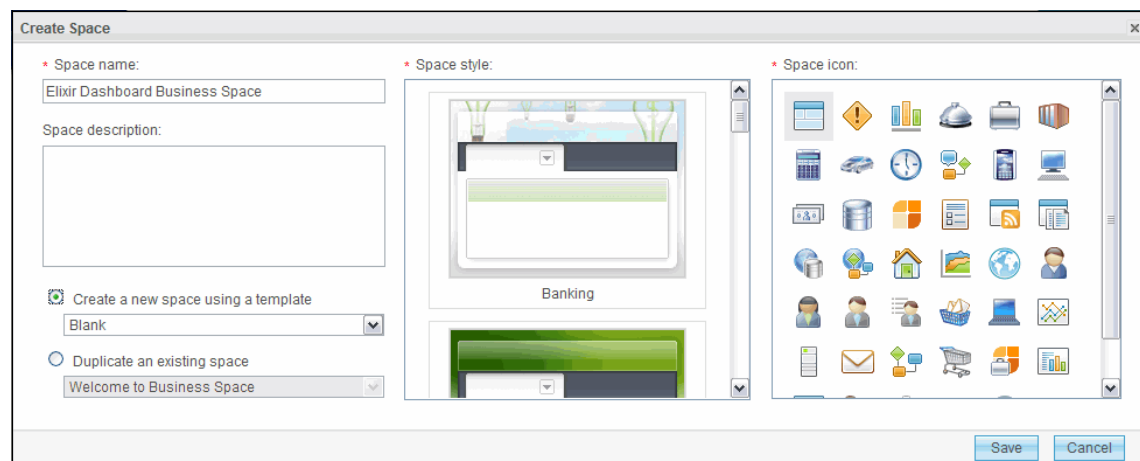 Create Space
* Space name:
Elixir Dashboard Business Space
Space description:
Create a new space using a template
Blank
Duplicate an existing space
Welcome to Business Space
* Space style:
Banking
* Space icon:
Save
Cancel